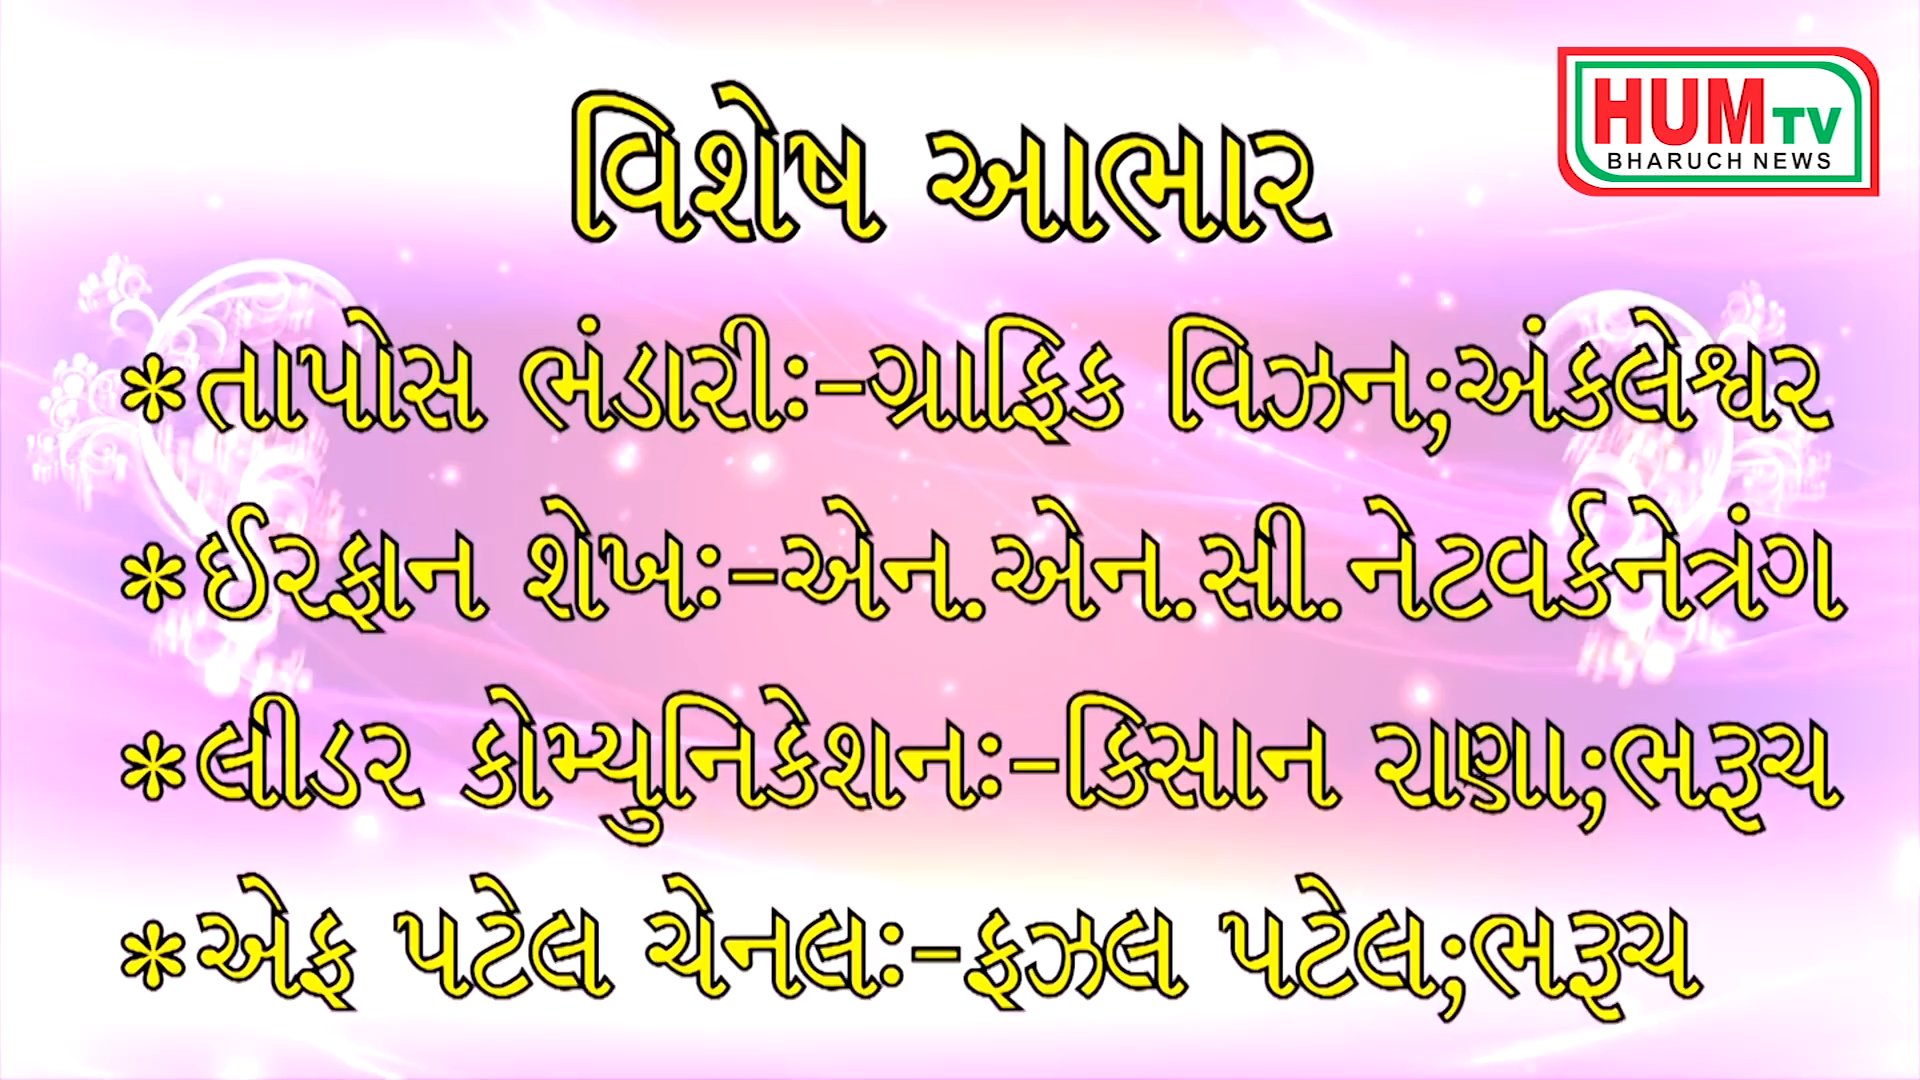 HUM TV
BHARUCH NEWS
વિશેષ આભાર
*તાપોસ ભંડારી:-ગ્રાફિક વિઝન;અંકલેશ્વર
*ઈરફાન શેખ:-એન.એન.સી.નેટવર્કનેત્રંગ
*લીડર કોમ્યુનિકેશન:-કિસાન રાણા;ભરૂચ
*એફ પટેલ ચેનલ:-ફઝલ પટેલ;ભરૂચ